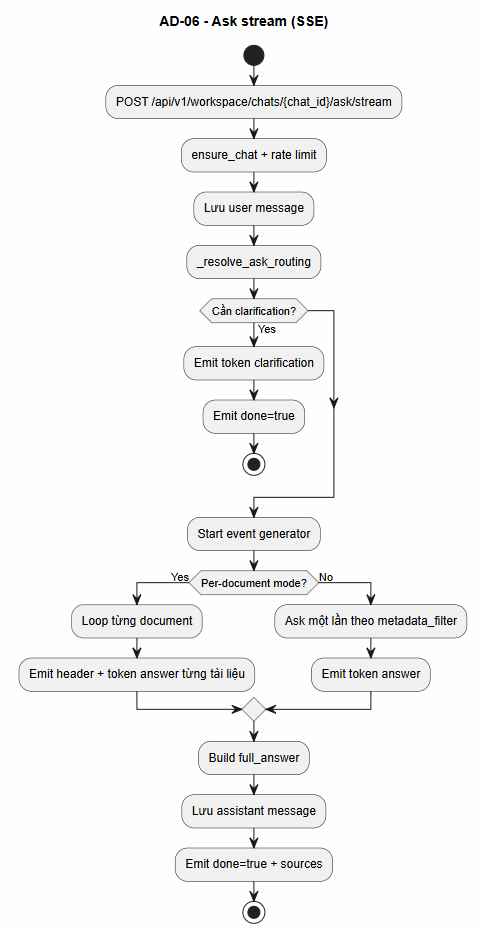 AD-06 - Ask stream (SSE)
POST /api/v1/workspace/chats/{chat_id}/ask/stream
ensure_chat + rate limit
Lưu user message
_resolve_ask_routing
Cần clarification?
Yes
Emit token clarification
Emit done=true
Start event generator
Per-document mode?
Yes
No
Loop từng document
Ask một lần theo metadata_filter
Emit header + token answer từng tài liệu
Emit token answer
Build full_answer
Lưu assistant message
Emit done=true + sources